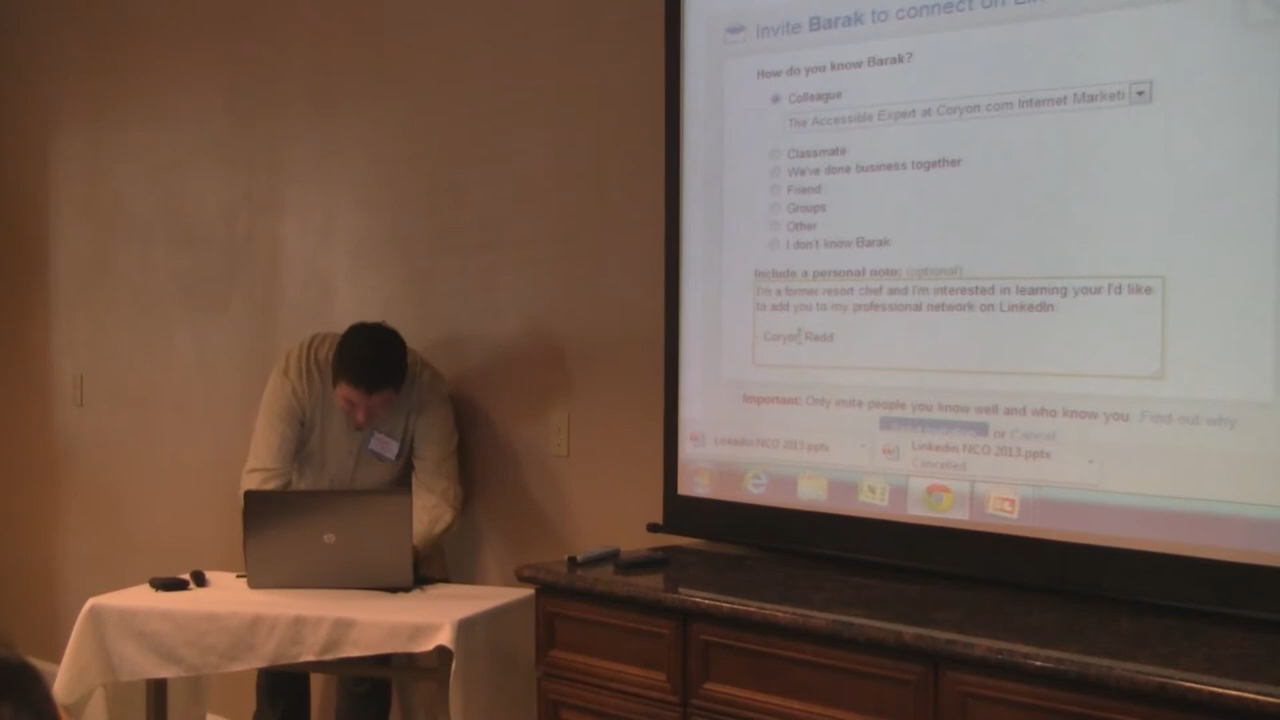 Invite Barak to connect on Lin
How do you know Barak?
Colleague
The Accessible Expert at Coryon.com Internet Marketi
Classmate
We've done business together
Friend
Groups
Other
I don't know Barak
Include a personal note: (optional)
I'm a former resort chef and I'm interested in learning your I'd like
to add you to my professional network on LinkedIn.
- Coryon Redd
Important: Only invite people you know well and who know you. Find out why
or Cancel
Linkedin NCO 2013.pptx
Linkedin NCO 2013.pptx
Cancelled
hp